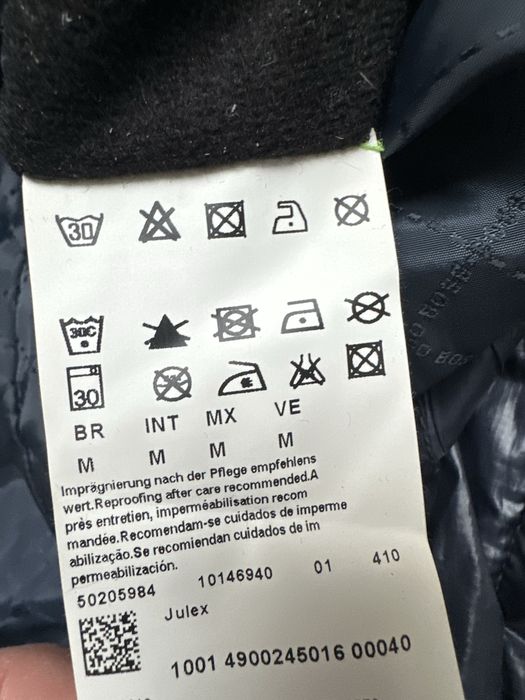 30
30C
30
BR INT MX VE
M M M M
Imprägnierung nach der Pflege empfehlens
wert.Reproofing after care recommended.A
près entretien, imperméabilisation recom
mandée.Recomendam-se cuidados de imperme
abilização.Se recomiendan cuidados de im
permeabilización.
50205984 10146940 01 410
Julex
1001 4900245016 00040